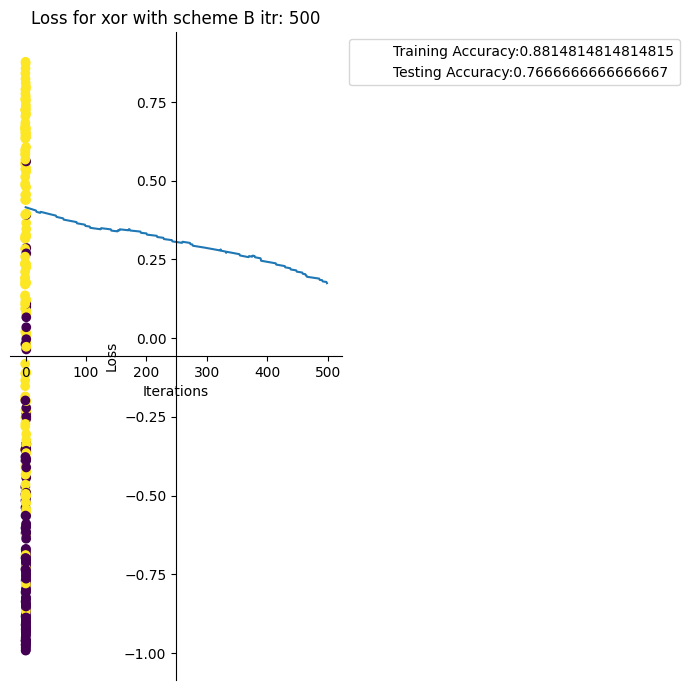 Loss for xor with scheme B itr: 500
Training Accuracy:0.8814814814814815
Testing Accuracy:0.7666666666666667
0.75
0.50
0.25
0.00
Loss
0 100 200 300 400 500
Iterations
−0.25
−0.50
−0.75
−1.00